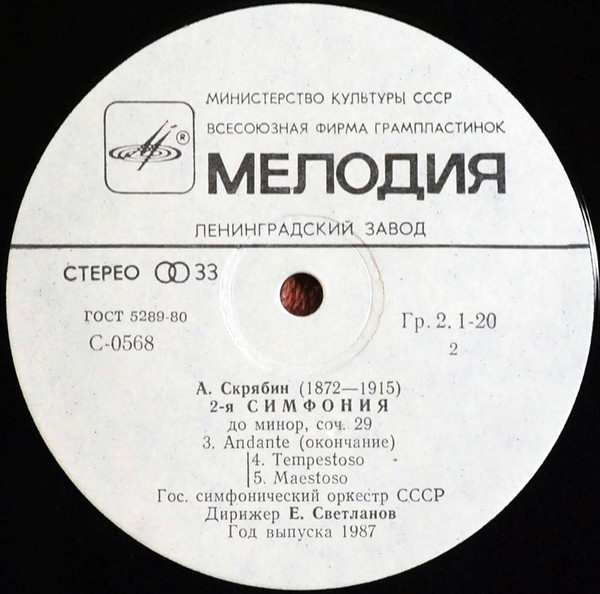 МИНИСТЕРСТВО КУЛЬТУРЫ СССР
ВСЕСОЮЗНАЯ ФИРМА ГРАМПЛАСТИНОК
®
МЕЛОДИЯ
ЛЕНИНГРАДСКИЙ ЗАВОД
СТЕРЕО 33
ГОСТ 5289-80
С-0568
Гр. 2. 1-20
2
А. Скрябин (1872—1915)
2-я СИМФОНИЯ
до минор, соч. 29
3. Andante (окончание)
4. Tempestoso
5. Maestoso
Гос. симфонический оркестр СССР
Дирижер Е. Светланов
Год выпуска 1987